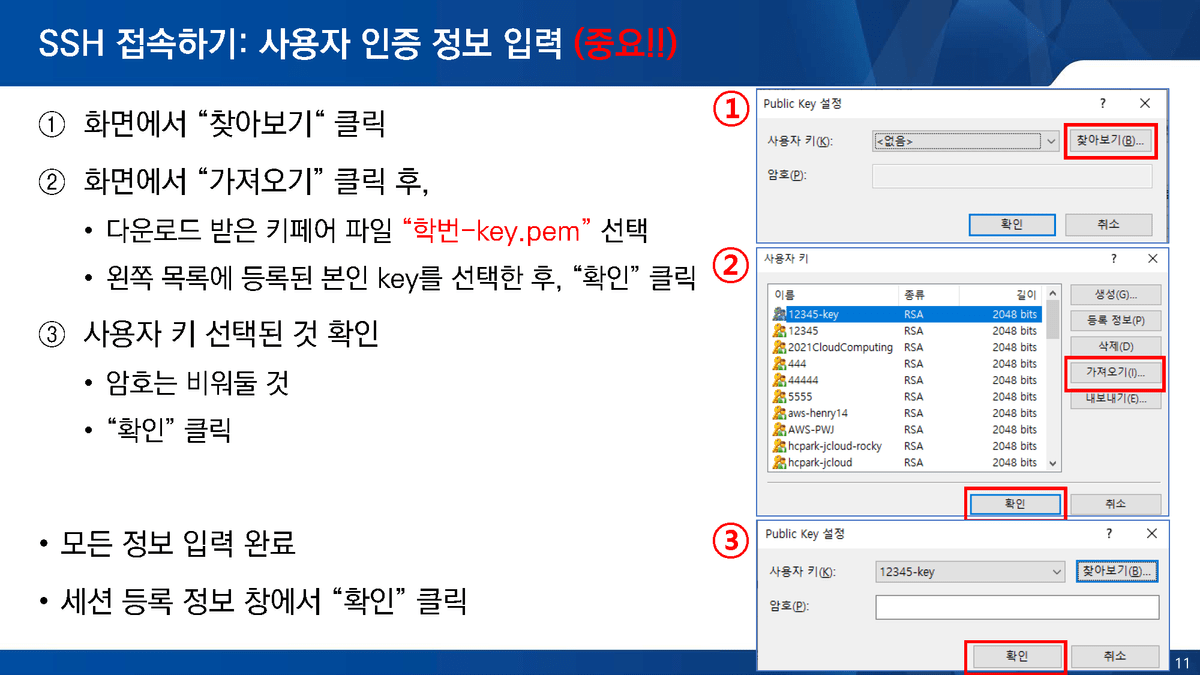 SSH 접속하기: 사용자 인증 정보 입력 (중요!!)
① 화면에서 “찾아보기“ 클릭
② 화면에서 “가져오기” 클릭 후,
• 다운로드 받은 키페어 파일 “학번-key.pem” 선택
• 왼쪽 목록에 등록된 본인 key를 선택한 후, “확인” 클릭
③ 사용자 키 선택된 것 확인
• 암호는 비워둘 것
• “확인” 클릭
• 모든 정보 입력 완료
• 세션 등록 정보 창에서 “확인” 클릭
①
Public Key 설정 ? ×
사용자 키(K): <없음> 찾아보기(B)...
암호(P):
확인 취소
②
사용자 키 ? ×
이름 종류 길이
12345-key RSA 2048 bits
12345 RSA 2048 bits
2021CloudComputing RSA 2048 bits
444 RSA 2048 bits
44444 RSA 2048 bits
5555 RSA 2048 bits
aws-henry14 RSA 2048 bits
AWS-PWJ RSA 2048 bits
hcpark-jcloud-rocky RSA 2048 bits
hcpark-jcloud RSA 2048 bits
생성(G)...
등록 정보(P)
삭제(D)
가져오기(I)...
내보내기(E)...
확인 취소
③
Public Key 설정 ? ×
사용자 키(K): 12345-key 찾아보기(B)...
암호(P):
확인 취소
11